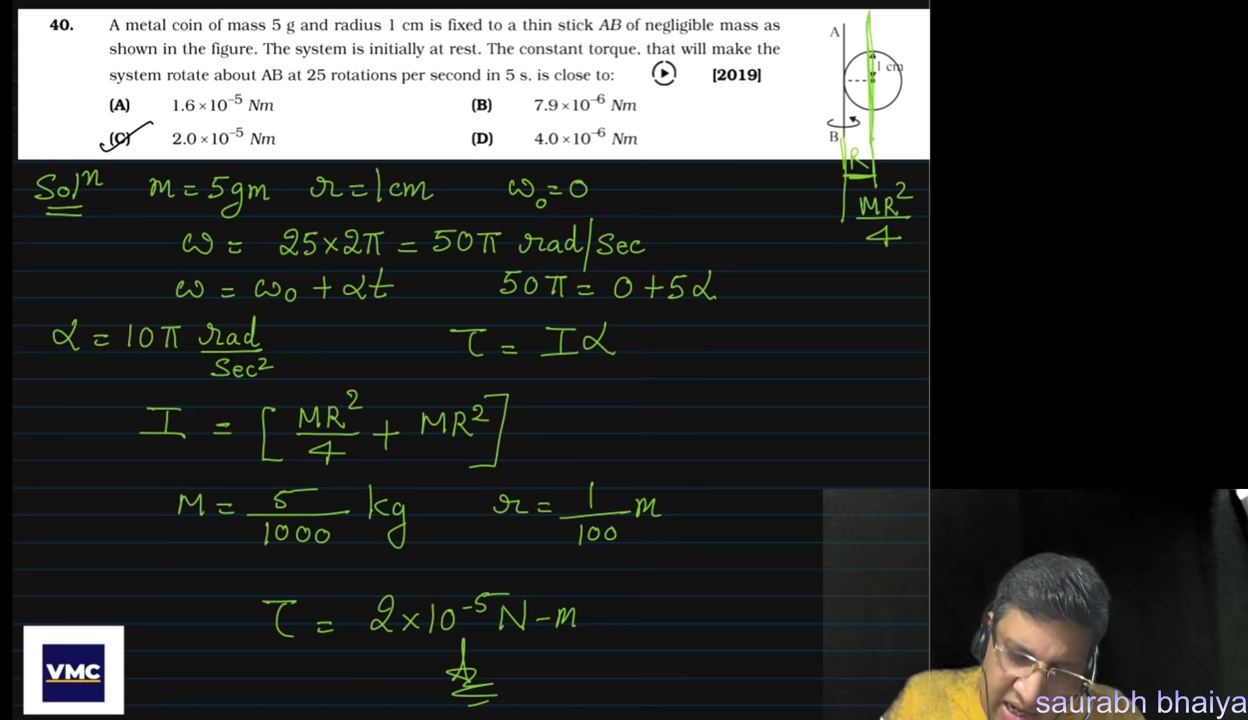 40. A metal coin of mass 5 g and radius 1 cm is fixed to a thin stick AB of negligible mass as
shown in the figure. The system is initially at rest. The constant torque, that will make the
system rotate about AB at 25 rotations per second in 5 s, is close to: [2019]
(A) 1.6 × 10⁻⁵ Nm (B) 7.9 × 10⁻⁶ Nm
(C) 2.0 × 10⁻⁵ Nm (D) 4.0 × 10⁻⁶ Nm
A
1 cm
B
R
MR²/4
Solⁿ m = 5gm r = 1cm ω₀ = 0
ω = 25×2π = 50π rad/Sec
ω = ω₀ + αt 50π = 0 + 5α
α = 10π rad/Sec² τ = Iα
I = [MR²/4 + MR²]
M = 5/1000 kg r = 1/100 m
τ = 2×10⁻⁵ N-m
VMC
saurabh bhaiya